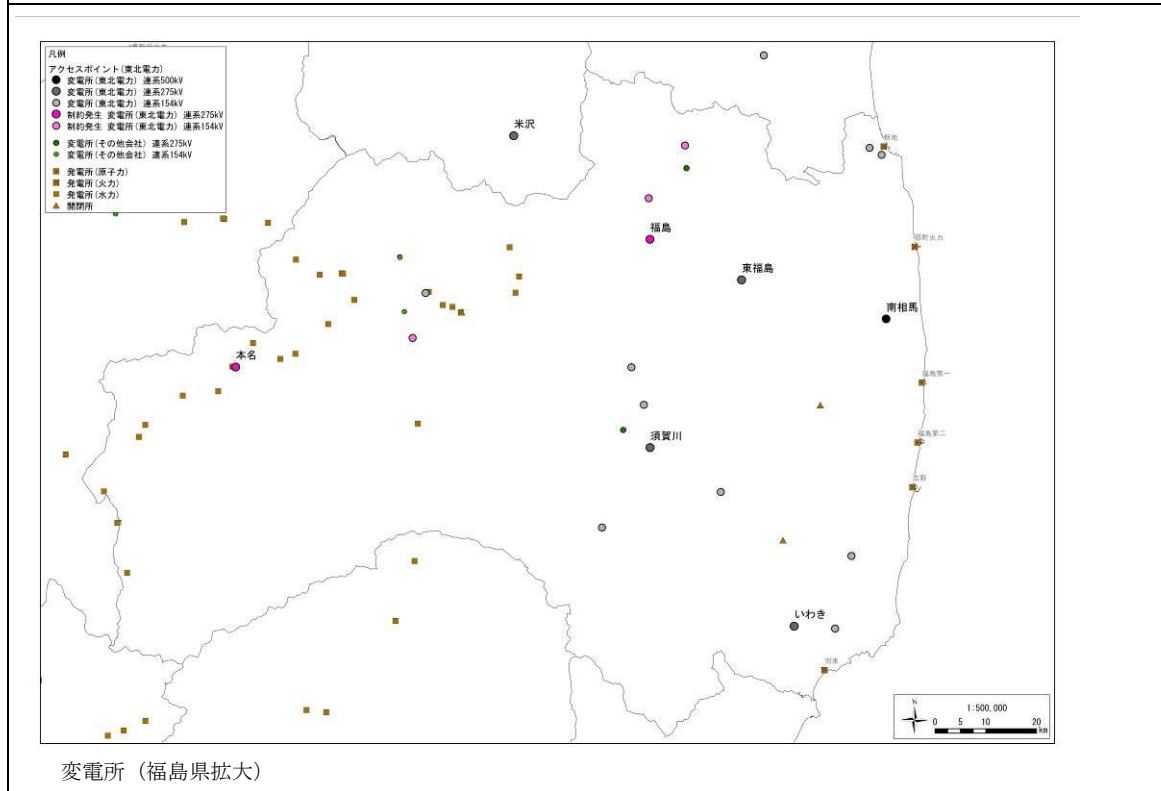 凡例
アクセスポイント(東北電力)
変電所(東北電力) 連系500kV
変電所(東北電力) 連系275kV
変電所(東北電力) 連系154kV
制約発生 変電所(東北電力)連系275kV
制約発生 変電所(東北電力)連系154kV
変電所(その他会社) 連系275kV
変電所(その他会社) 連系154kV
発電所(原子力)
発電所(火力)
発電所(水力)
開閉所
米沢
新地
福島
原町火力
東福島
南相馬
本名
福島第一
須賀川
福島第二
広野
いわき
勿来
N
1:500,000
0 5 10 20
km
変電所（福島県拡大）